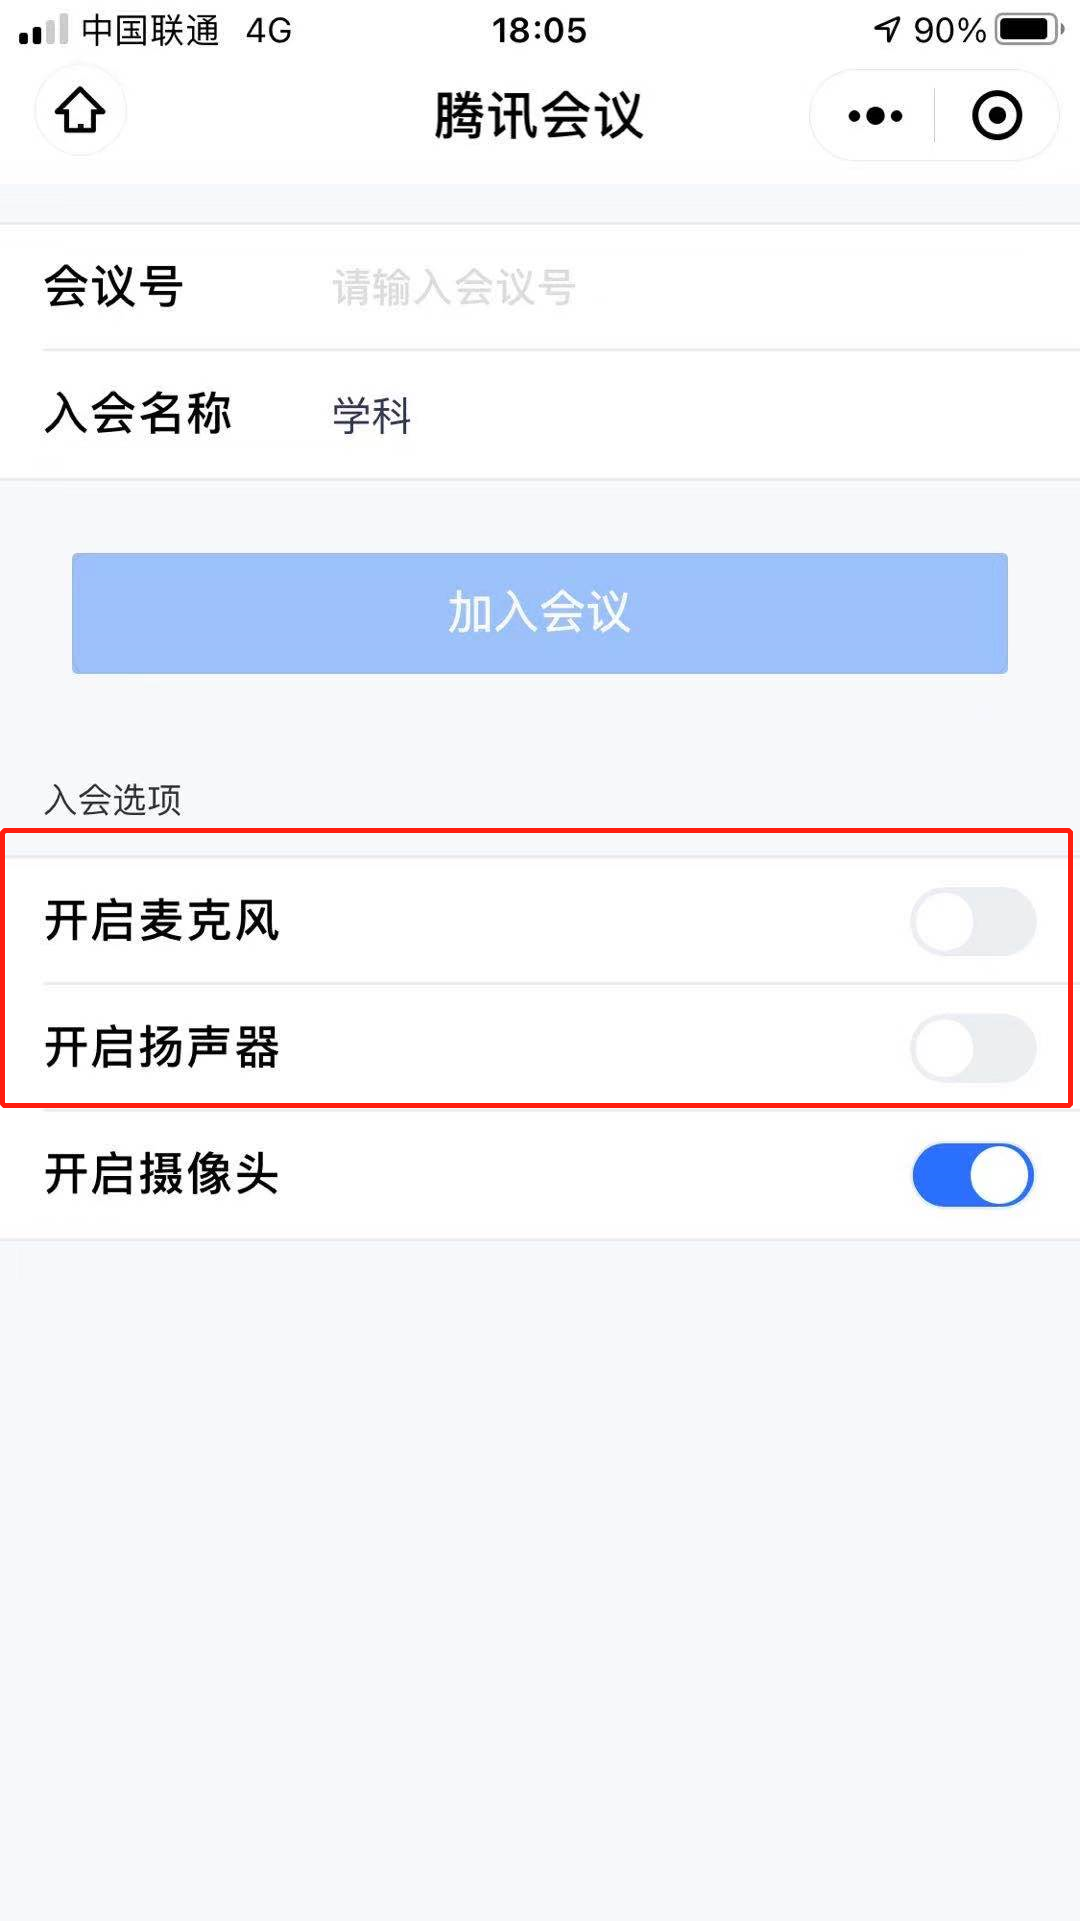 中国联通 4G 18:05 90%
腾讯会议
会议号 请输入会议号
入会名称 学科
加入会议
入会选项
开启麦克风
开启扬声器
开启摄像头